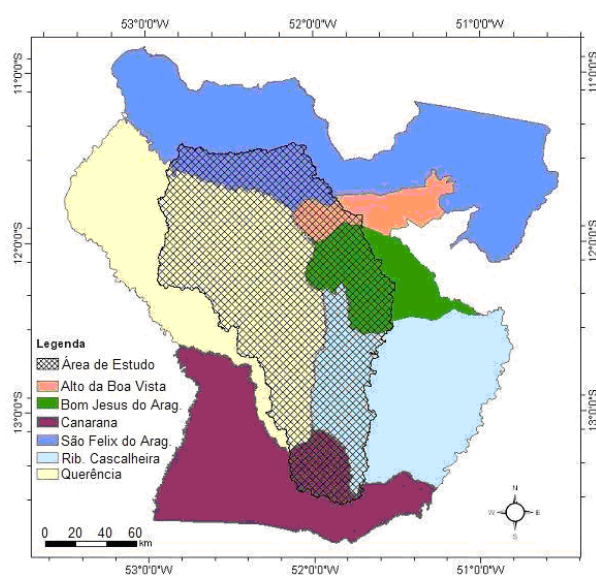 53°0'0"W 52°0'0"W 51°0'0"W
11°0'0"S 11°0'0"S
12°0'0"S 12°0'0"S
13°0'0"S 13°0'0"S
Legenda
Área de Estudo
Alto da Boa Vista
Bom Jesus do Arag.
Canarana
São Felix do Arag.
Rib. Cascalheira
Querência
0 10 20 40 60
km
N
W E
S
53°0'0"W 52°0'0"W 51°0'0"W